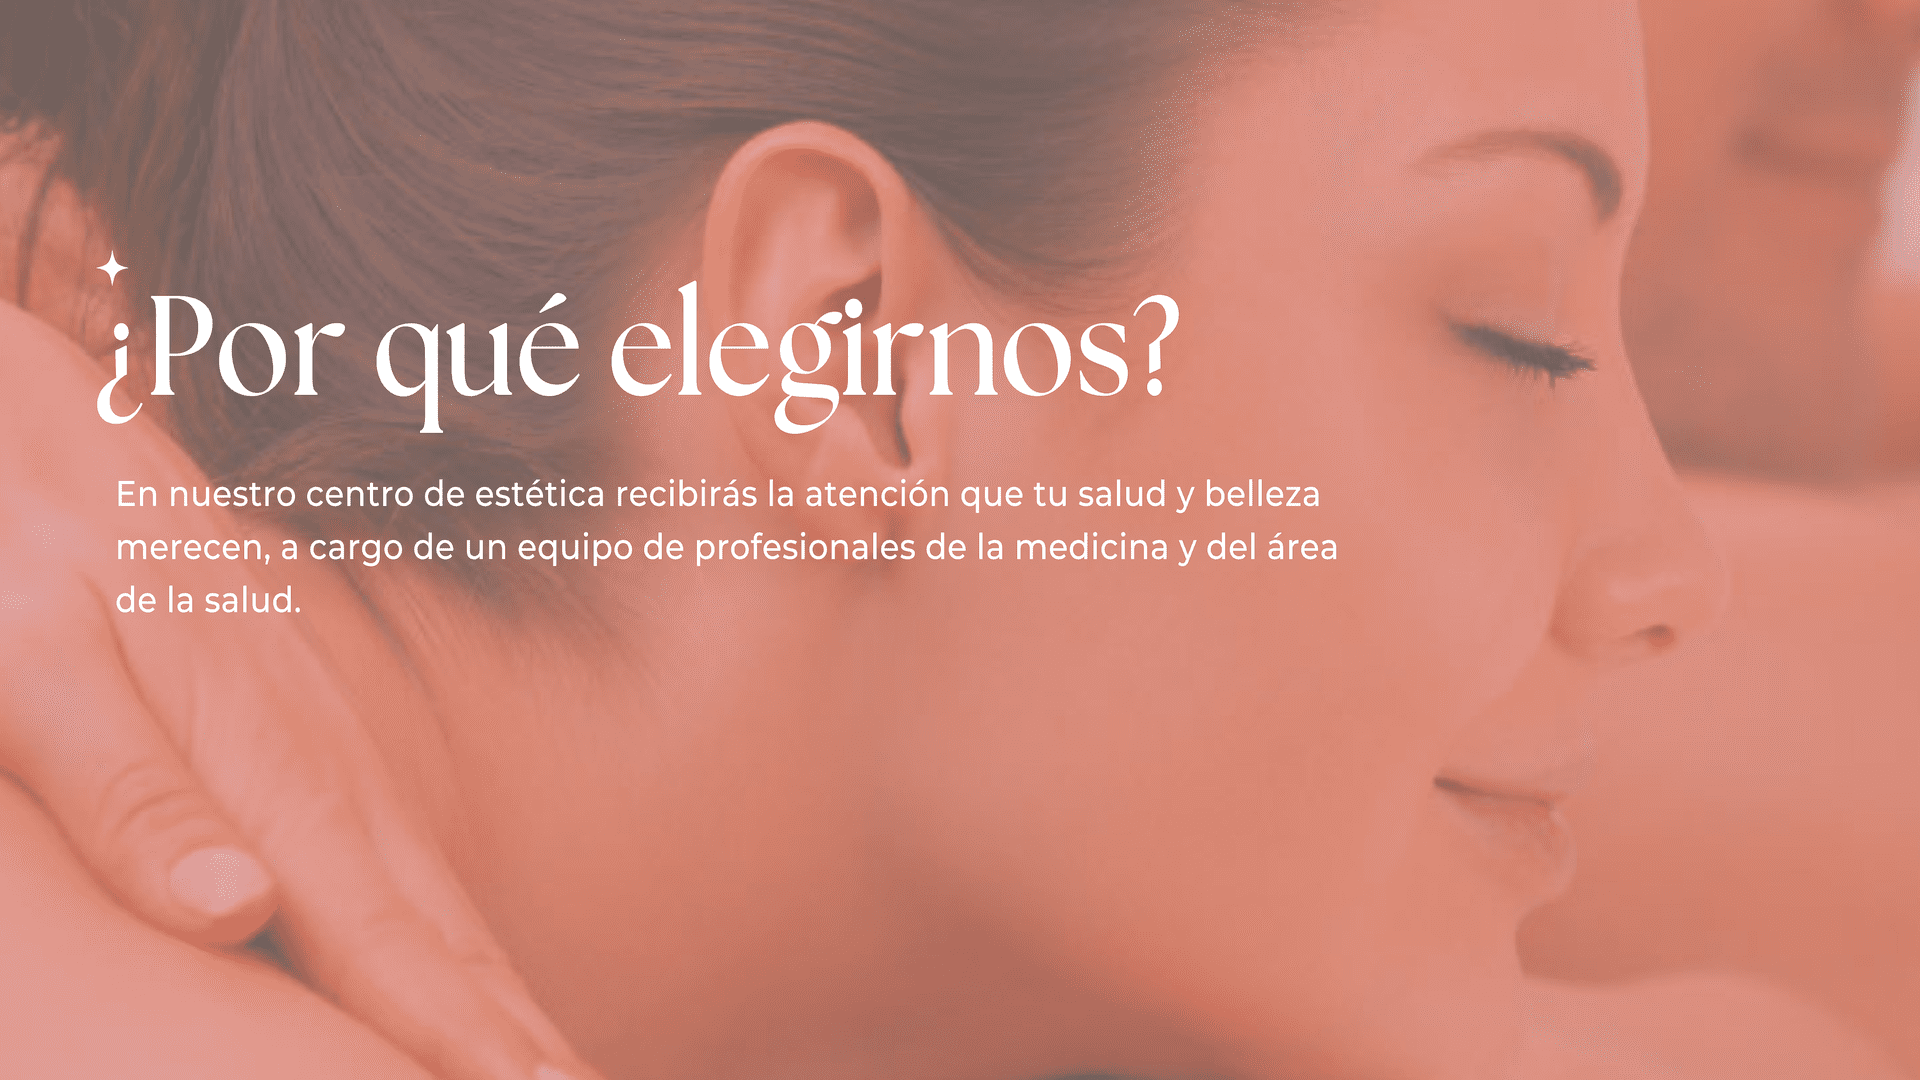 ¿Por qué elegirnos?
En nuestro centro de estética recibirás la atención que tu salud y belleza
merecen, a cargo de un equipo de profesionales de la medicina y del área
de la salud.